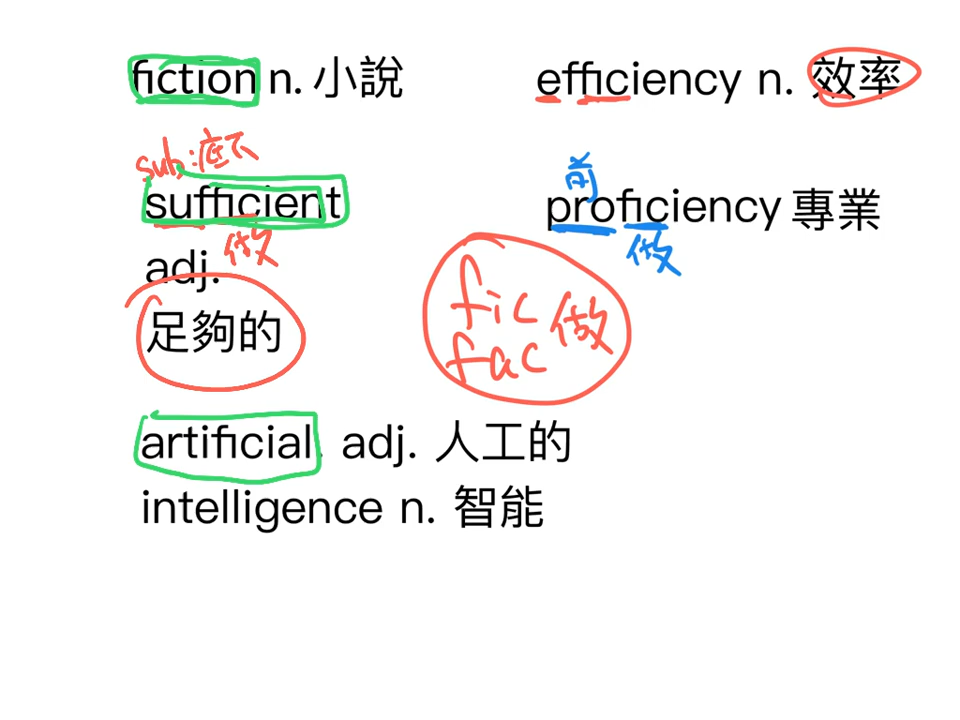 fiction n. 小說
efficiency n. 效率
sub:底下
sufficient
做
adj.
足夠的
前
proficiency 專業
做
fic
fac 做
artificial. adj. 人工的
intelligence n. 智能